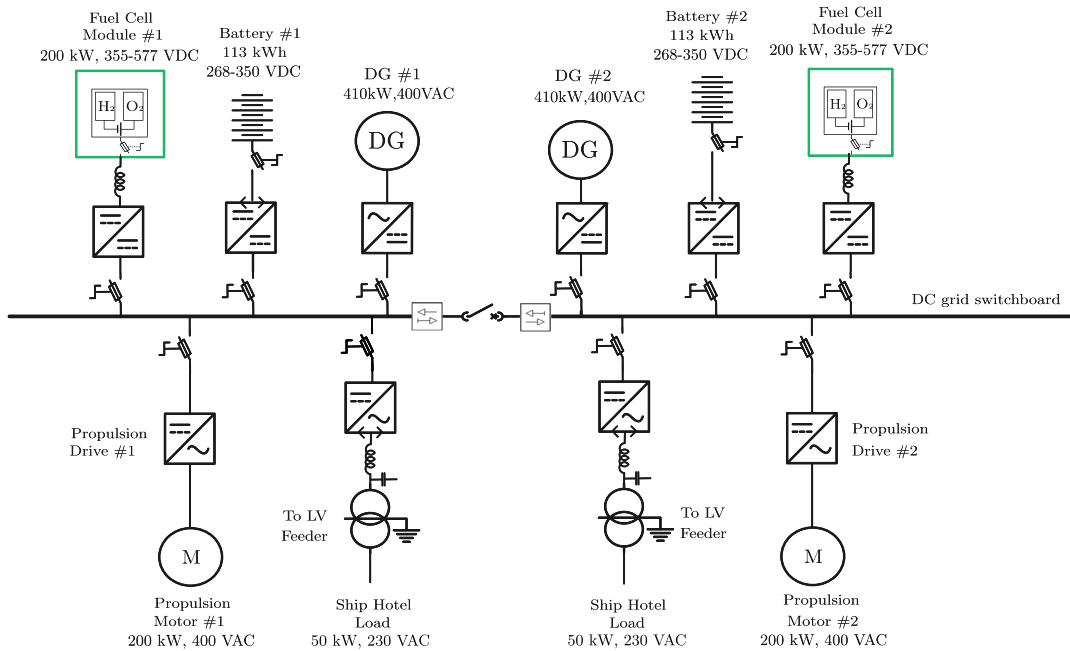 Fuel Cell
Module #1
200 kW, 355-577 VDC
Battery #1
113 kWh
268-350 VDC
DG #1
410kW,400VAC
DG #2
410kW,400VAC
Battery #2
113 kWh
268-350 VDC
Fuel Cell
Module #2
200 kW, 355-577 VDC
H₂
O₂
DG
DG
H₂
O₂
DC grid switchboard
Propulsion
Drive #1
Propulsion
Drive #2
To LV
Feeder
To LV
Feeder
M
M
Propulsion
Motor #1
200 kW, 400 VAC
Ship Hotel
Load
50 kW, 230 VAC
Ship Hotel
Load
50 kW, 230 VAC
Propulsion
Motor #2
200 kW, 400 VAC